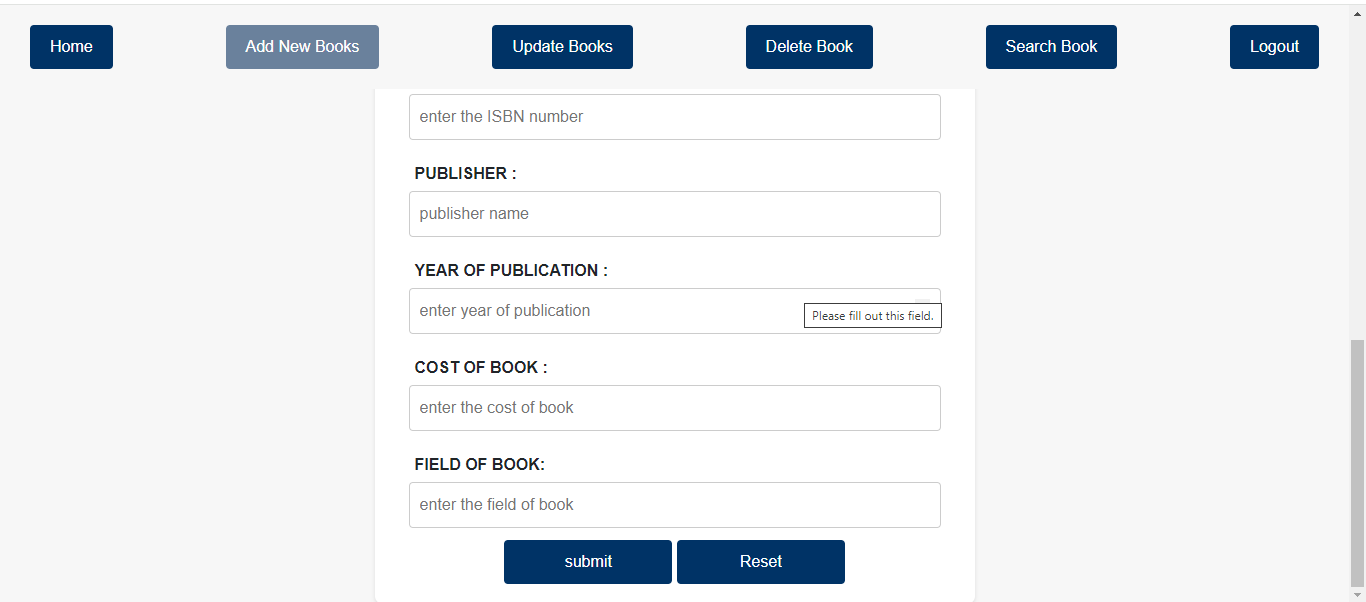 Home Add New Books Update Books Delete Book Search Book Logout
enter the ISBN number
PUBLISHER :
publisher name
YEAR OF PUBLICATION :
enter year of publication
Please fill out this field.
COST OF BOOK :
enter the cost of book
FIELD OF BOOK:
enter the field of book
submit Reset